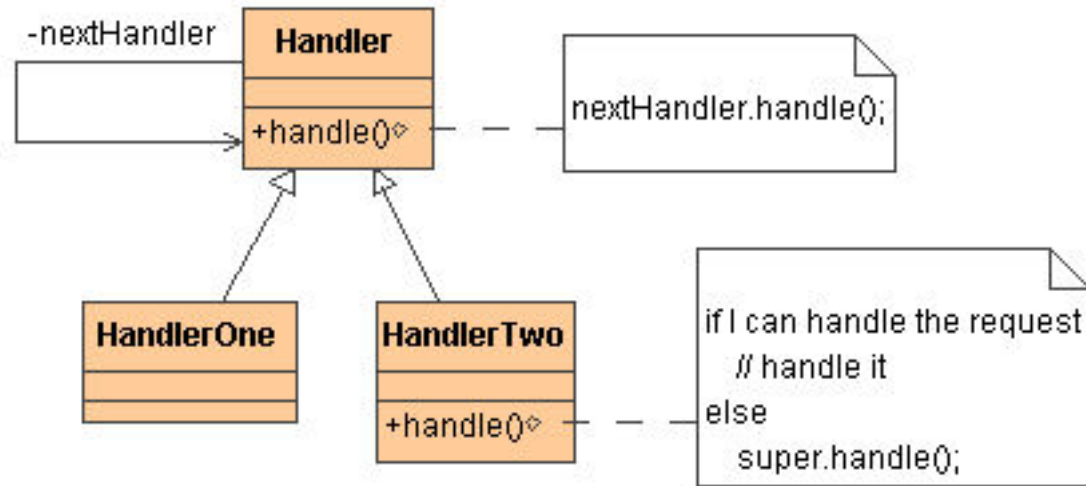 -nextHandler
Handler
+handle()
nextHandler.handle();
HandlerOne
HandlerTwo
+handle()
if I can handle the request
// handle it
else
super.handle();